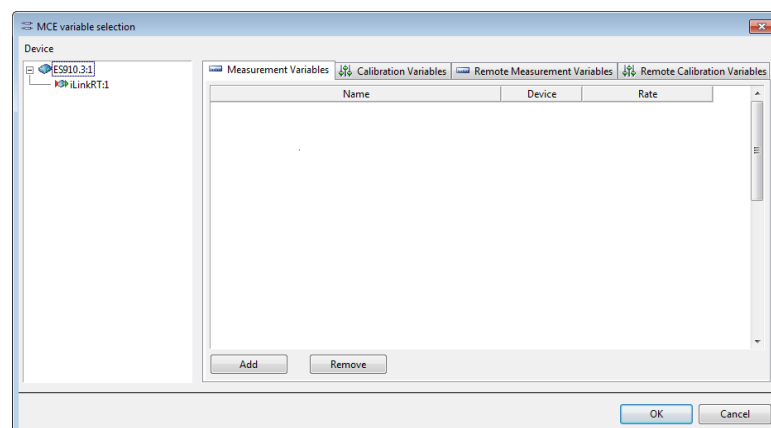 MCE variable selection
Device
ES910.3:1
iLinkRT:1
Measurement Variables Calibration Variables Remote Measurement Variables Remote Calibration Variables
Name Device Rate
Add Remove
OK Cancel